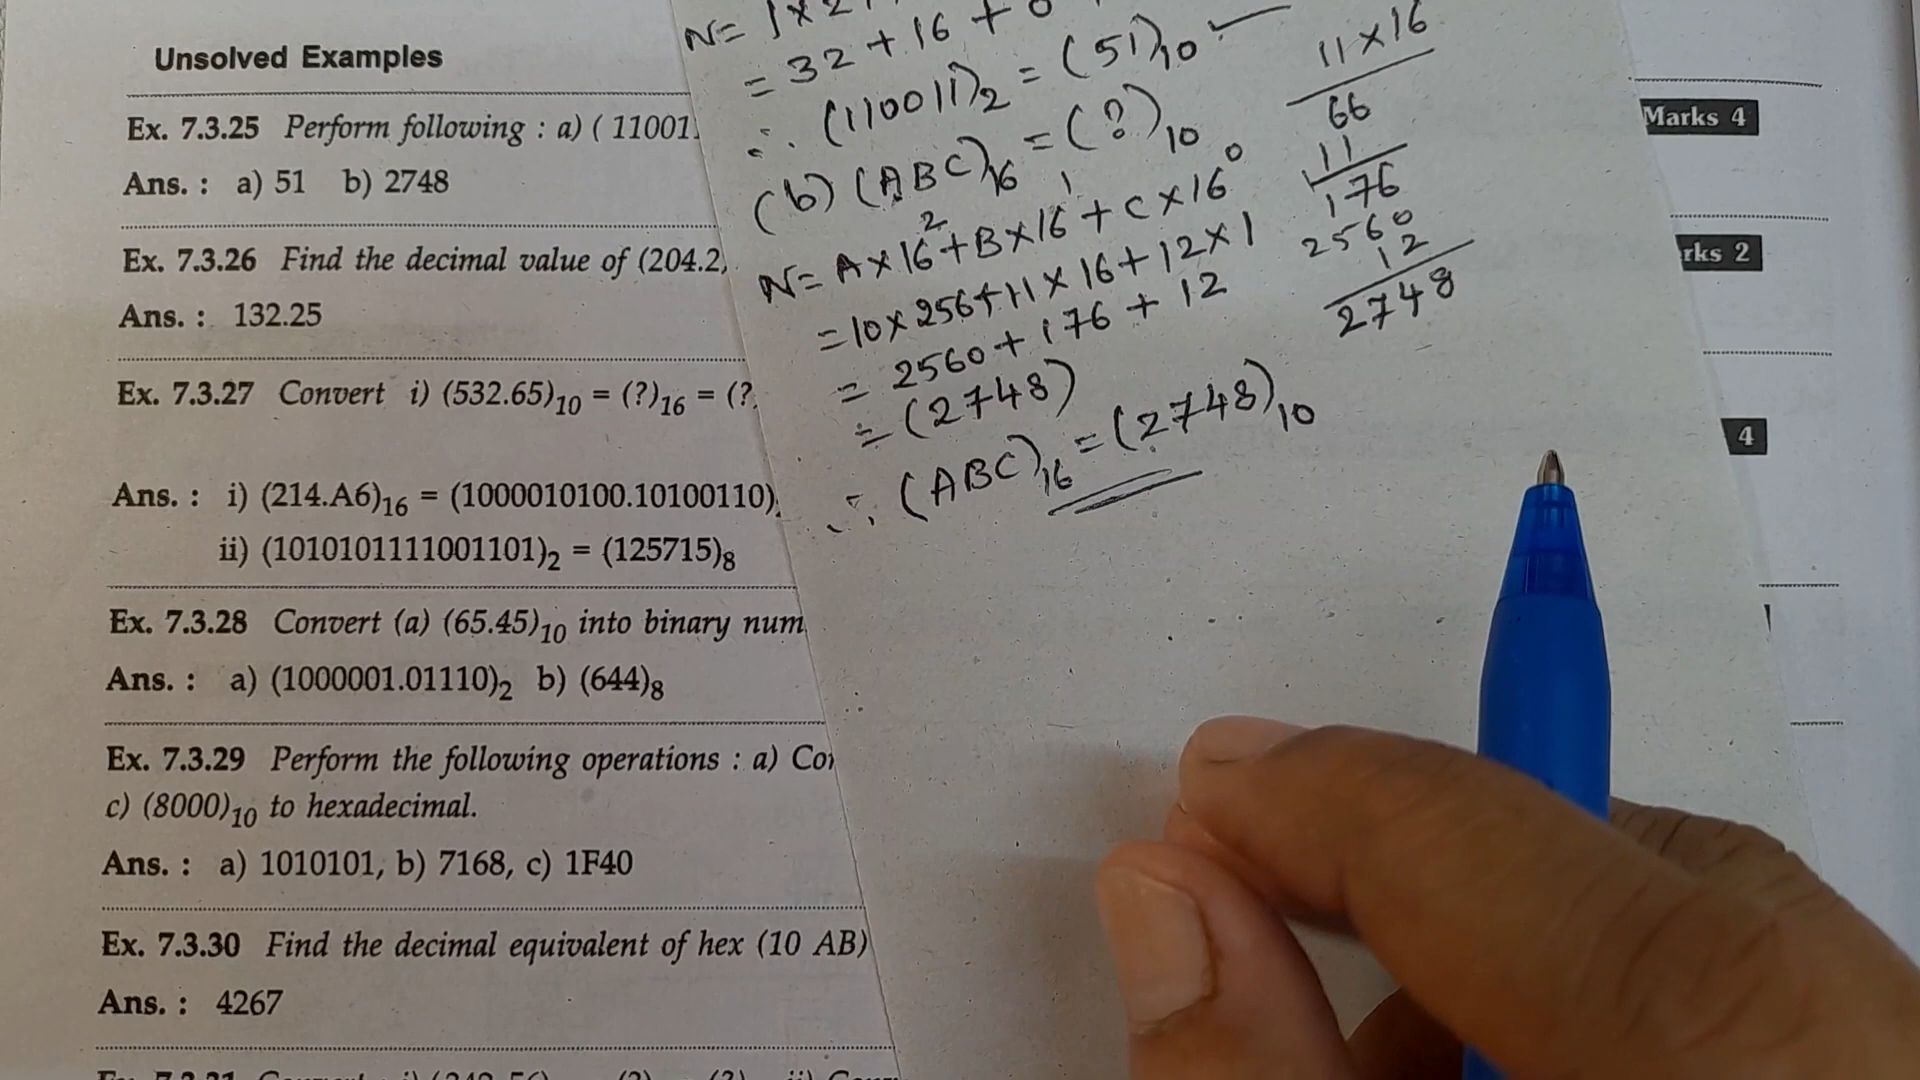 Unsolved Examples
Ex. 7.3.25 Perform following : a) ( 11001
Marks 4
Ans. : a) 51 b) 2748
Ex. 7.3.26 Find the decimal value of (204.2,
rks 2
Ans. : 132.25
Ex. 7.3.27 Convert i) (532.65)10 = (?)16 = (?
4
Ans. : i) (214.A6)16 = (1000010100.10100110)
ii) (1010101111001101)2 = (125715)8
Ex. 7.3.28 Convert (a) (65.45)10 into binary num
Ans. : a) (1000001.01110)2 b) (644)8
Ex. 7.3.29 Perform the following operations : a) Con
c) (8000)10 to hexadecimal.
Ans. : a) 1010101, b) 7168, c) 1F40
Ex. 7.3.30 Find the decimal equivalent of hex (10 AB)
Ans. : 4267
N= 1×2
= 32 + 16 + 0
∴ (110011)2 = (51)10
(b) (ABC)16 = (?)10
N= A×16² + B×16¹ + C×16⁰
=10×256+11×16+12×1
= 2560+176+12
= (2748)
∴ (ABC)16 = (2748)10
11×16
66
11
176
2560
12
2748